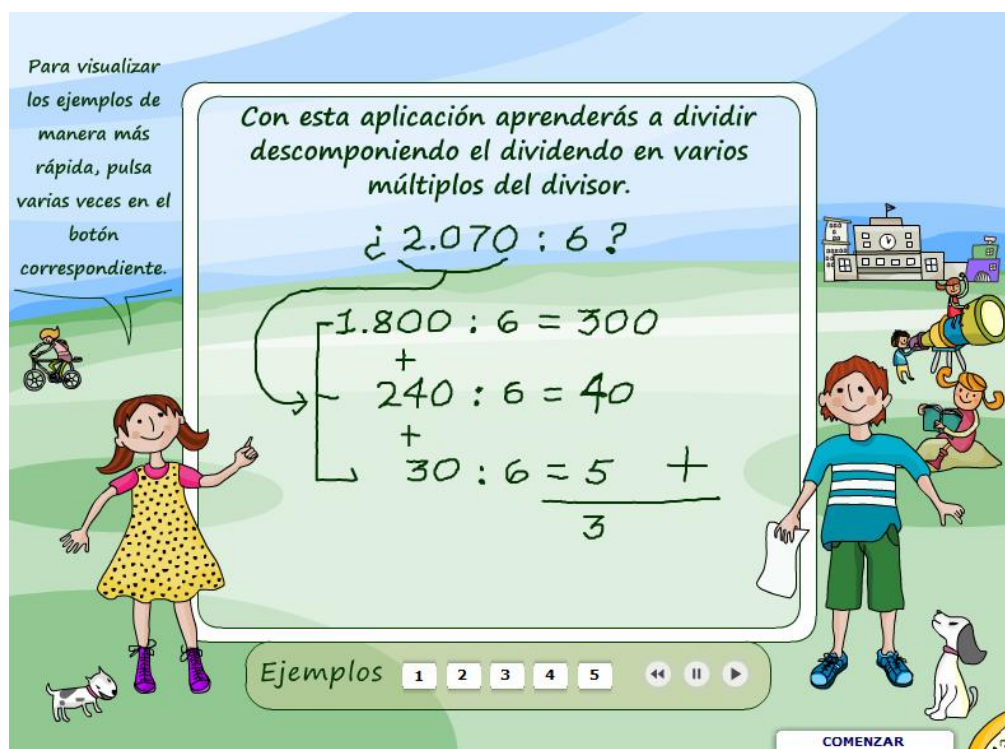 Para visualizar
los ejemplos de
manera más
rápida, pulsa
varias veces en el
botón
correspondiente.
Con esta aplicación aprenderás a dividir
descomponiendo el dividendo en varios
múltiplos del divisor.
¿ 2.070 : 6 ?
1.800 : 6 = 300
+
240 : 6 = 40
+
30 : 6 = 5 +
3
Ejemplos 1 2 3 4 5
COMENZAR